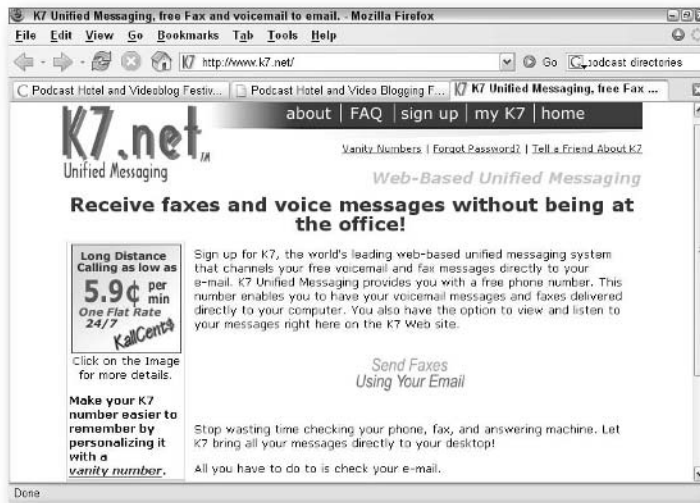 K7 Unified Messaging, free Fax and voicemail to email. - Mozilla Firefox
File Edit View Go Bookmarks Tab Tools Help
K7 http://www.k7.net/ Go podcast directories
Podcast Hotel and Videoblog Festiv... Podcast Hotel and Video Blogging F... K7 K7 Unified Messaging, free Fax ...
K7.net TM
Unified Messaging
about | FAQ | sign up | my K7 | home
Vanity Numbers | Forgot Password? | Tell a Friend About K7
Web-Based Unified Messaging
Receive faxes and voice messages without being at
the office!
Long Distance
Calling as low as
5.9¢ per min
One Flat Rate
24/7
KallCents
Click on the Image
for more details.
Make your K7
number easier to
remember by
personalizing it
with a
vanity number.
Sign up for K7, the world's leading web-based unified messaging system
that channels your free voicemail and fax messages directly to your
e-mail. K7 Unified Messaging provides you with a free phone number. This
number enables you to have your voicemail messages and faxes delivered
directly to your computer. You also have the option to view and listen to
your messages right here on the K7 Web site.
Send Faxes
Using Your Email
Stop wasting time checking your phone, fax, and answering machine. Let
K7 bring all your messages directly to your desktop!
All you have to do to is check your e-mail.
Done